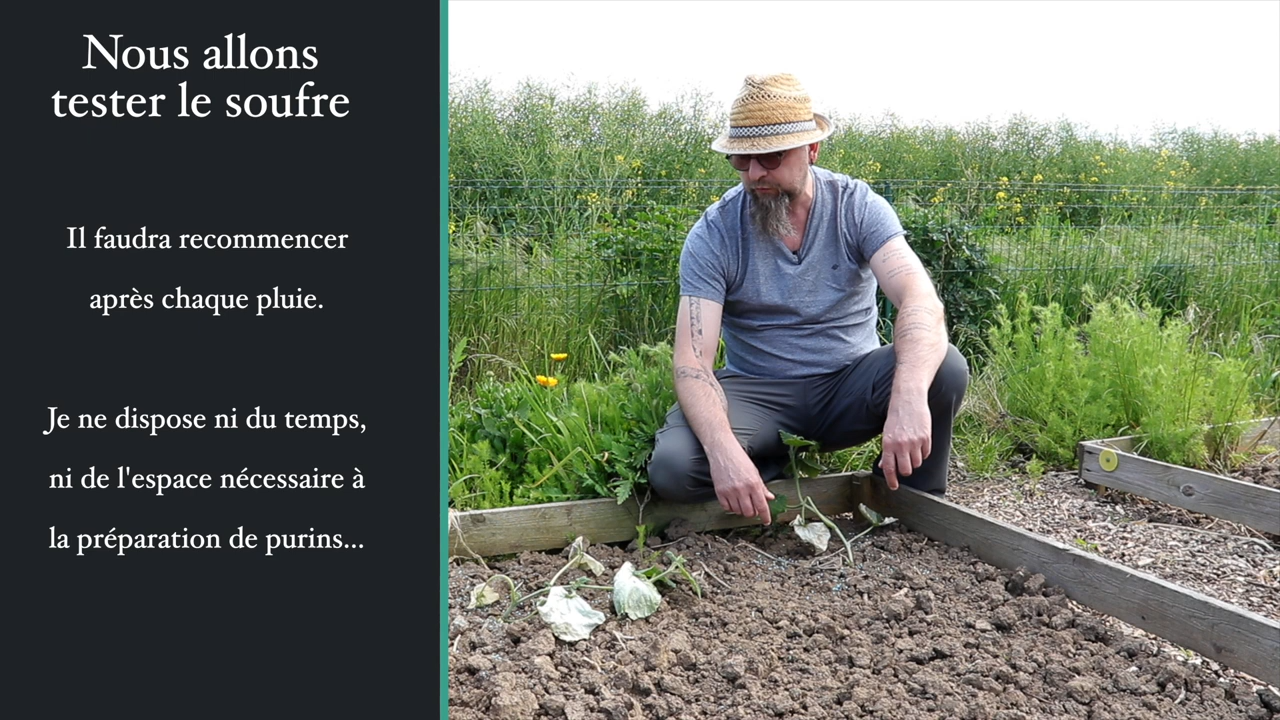 Nous allons
tester le soufre
Il faudra recommencer
après chaque pluie.
Je ne dispose ni du temps,
ni de l'espace nécessaire à
la préparation de purins...